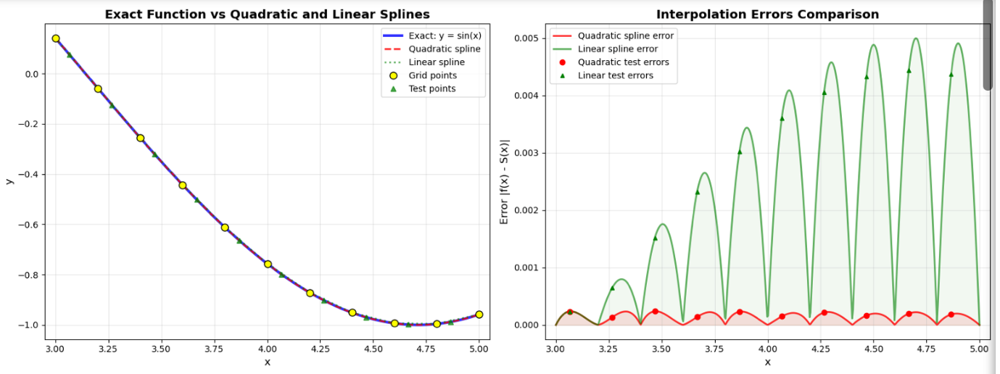 Exact Function vs Quadratic and Linear Splines
Exact: y = sin(x)
Quadratic spline
Linear spline
Grid points
Test points
y
0.0
−0.2
−0.4
−0.6
−0.8
−1.0
3.00 3.25 3.50 3.75 4.00 4.25 4.50 4.75 5.00
x
Interpolation Errors Comparison
Quadratic spline error
Linear spline error
Quadratic test errors
Linear test errors
Error |f(x) - S(x)|
0.005
0.004
0.003
0.002
0.001
0.000
3.00 3.25 3.50 3.75 4.00 4.25 4.50 4.75 5.00
x